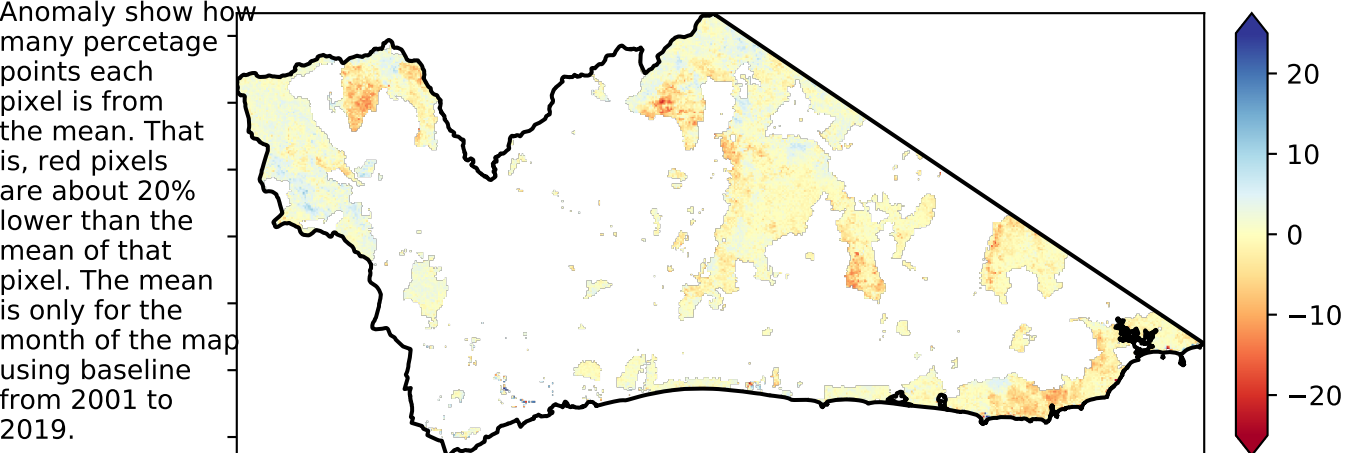 Anomaly show how
many percetage
points each
pixel is from
the mean. That
is, red pixels
are about 20%
lower than the
mean of that
pixel. The mean
is only for the
month of the map
using baseline
from 2001 to
2019.
20
10
0
−10
−20